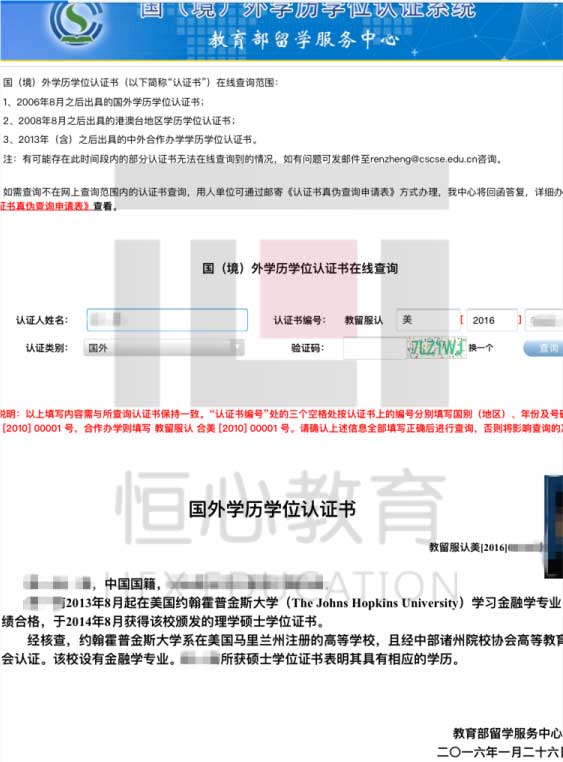 国（境）外学历学位认证系统
教育部留学服务中心
国（境）外学历学位认证书（以下简称“认证书”）在线查询范围：
1、2006年8月之后出具的国外学历学位认证书；
2、2008年8月之后出具的港澳台地区学历学位认证书；
3、2013年（含）之后出具的中外合作办学学历学位认证书。
注：有可能存在此时间段内的部分认证书无法在线查询到的情况，如有问题可发邮件至renzheng@cscse.edu.cn咨询。
如需查询不在网上查询范围内的认证书查询，用人单位可通过邮寄《认证书真伪查询申请表》方式办理，我中心将回函答复，详细办
证书真伪查询申请表》查看。
国（境）外学历学位认证书在线查询
认证人姓名： 认证书编号： 教留服认 美 [ 2016 ]
认证类别： 国外 验证码： 7LZ9WJ 换一个 查询
说明：以上填写内容需与所查询认证书保持一致，“认证书编号”处的三个空格处按认证书上的编号分别填写国别（地区）、年份及号码
[2010] 00001 号，合作办学则填写 教留服认 合美 [2010] 00001 号。请确认上述信息全部填写正确后进行查询，否则将影响查询的
恒心教育
HEX EDUCATION
国外学历学位认证书
教留服认美[2016]
，中国国籍，
2013年8月起在美国约翰霍普金斯大学（The Johns Hopkins University）学习金融学专业
绩合格，于2014年8月获得该校颁发的理学硕士学位证书。
经核查，约翰霍普金斯大学系在美国马里兰州注册的高等学校，且经中部诸州院校协会高等教育
会认证。该校设有金融学专业。 所获硕士学位证书表明其具有相应的学历。
教育部留学服务中心
二〇一六年一月二十六日